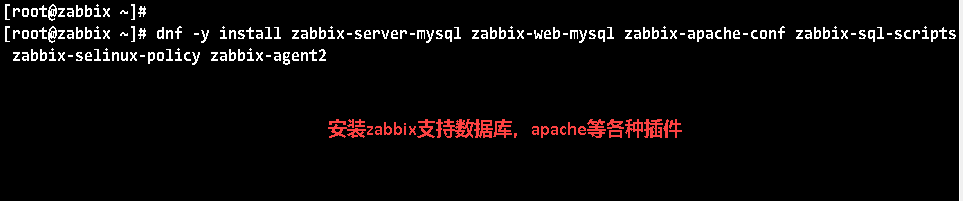 [root@zabbix ~]#
[root@zabbix ~]# dnf -y install zabbix-server-mysql zabbix-web-mysql zabbix-apache-conf zabbix-sql-scripts
zabbix-selinux-policy zabbix-agent2
安装zabbix支持数据库，apache等各种插件